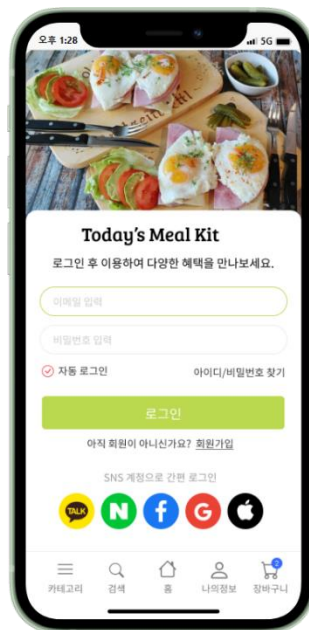 오후 1:28
5G
Today's Meal Kit
로그인 후 이용하여 다양한 혜택을 만나보세요.
이메일 입력
비밀번호 입력
자동 로그인
아이디/비밀번호 찾기
로그인
아직 회원이 아니신가요? 회원가입
SNS 계정으로 간편 로그인
TALK
N
f
G
2
카테고리
검색
홈
나의정보
장바구니